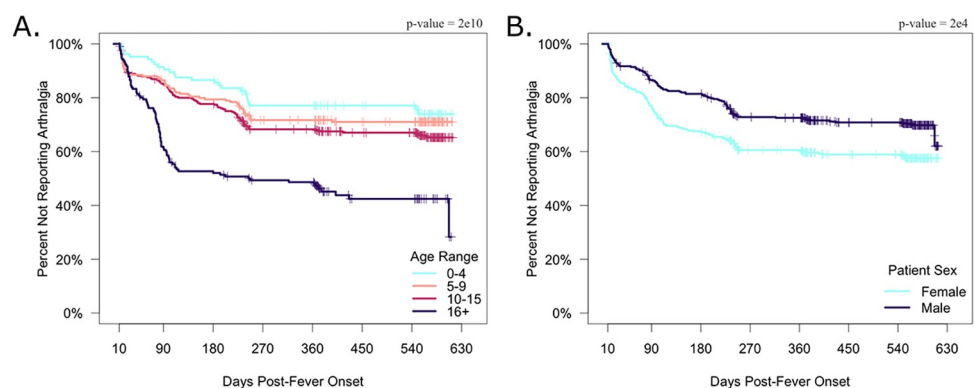 A.
p-value = 2e10
Percent Not Reporting Arthralgia
100%
80%
60%
40%
20%
0%
Age Range
0-4
5-9
10-15
16+
10 90 180 270 360 450 540 630
Days Post-Fever Onset
B.
p-value = 2e4
Percent Not Reporting Arthralgia
100%
80%
60%
40%
20%
0%
Patient Sex
Female
Male
10 90 180 270 360 450 540 630
Days Post-Fever Onset